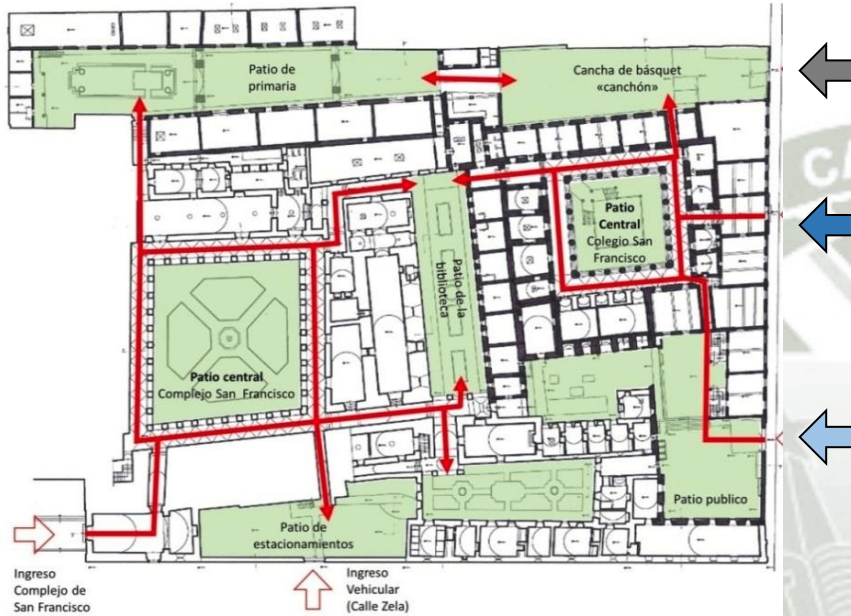 Patio de
primaria
Cancha de básquet
«canchón»
CA
Patio
Central
Colegio San
Francisco
Patio de la
biblioteca
Patio central
Complejo San Francisco
Patio publico
Patio de
estacionamientos
Ingreso
Complejo de
San Francisco
Ingreso
Vehicular
(Calle Zela)